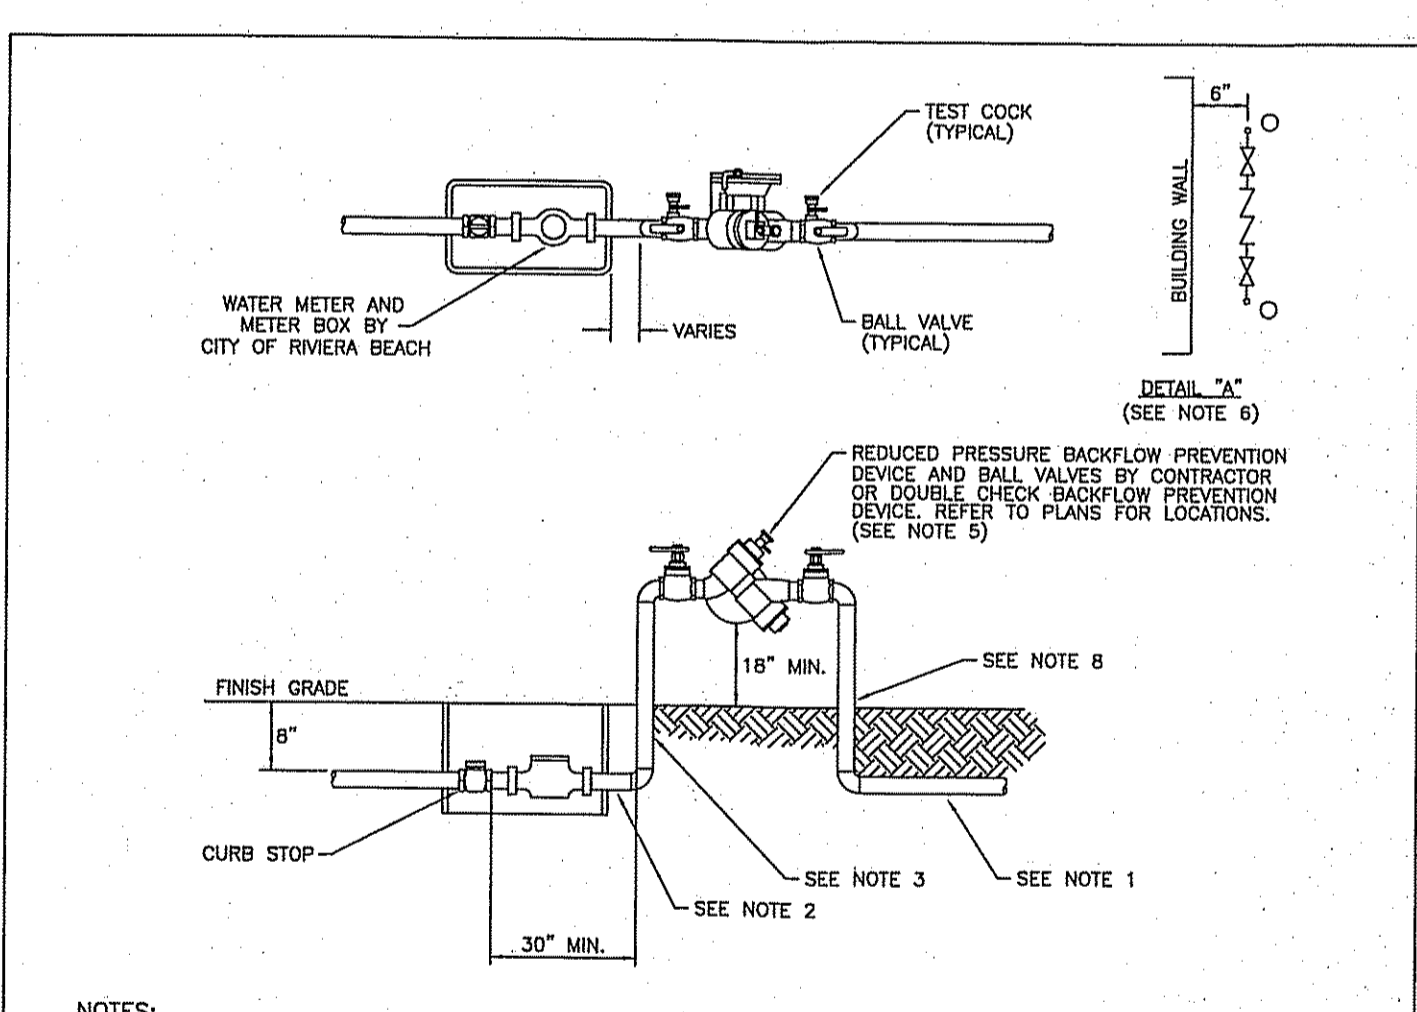 TEST COCK
(TYPICAL)
6"
BUILDING WALL
WATER METER AND
METER BOX BY
CITY OF RIVIERA BEACH
VARIES
BALL VALVE
(TYPICAL)
DETAIL "A"
(SEE NOTE 6)
REDUCED PRESSURE BACKFLOW PREVENTION
DEVICE AND BALL VALVES BY CONTRACTOR
OR DOUBLE CHECK BACKFLOW PREVENTION
DEVICE. REFER TO PLANS FOR LOCATIONS.
(SEE NOTE 5)
18" MIN.
SEE NOTE 8
FINISH GRADE
8"
CURB STOP
SEE NOTE 3
SEE NOTE 1
SEE NOTE 2
30" MIN.
NOTES: